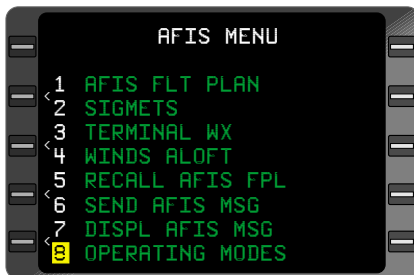 AFIS MENU
1 AFIS FLT PLAN
2 SIGMETS
3 TERMINAL WX
4 WINDS ALOFT
5 RECALL AFIS FPL
6 SEND AFIS MSG
7 DISPL AFIS MSG
8 OPERATING MODES